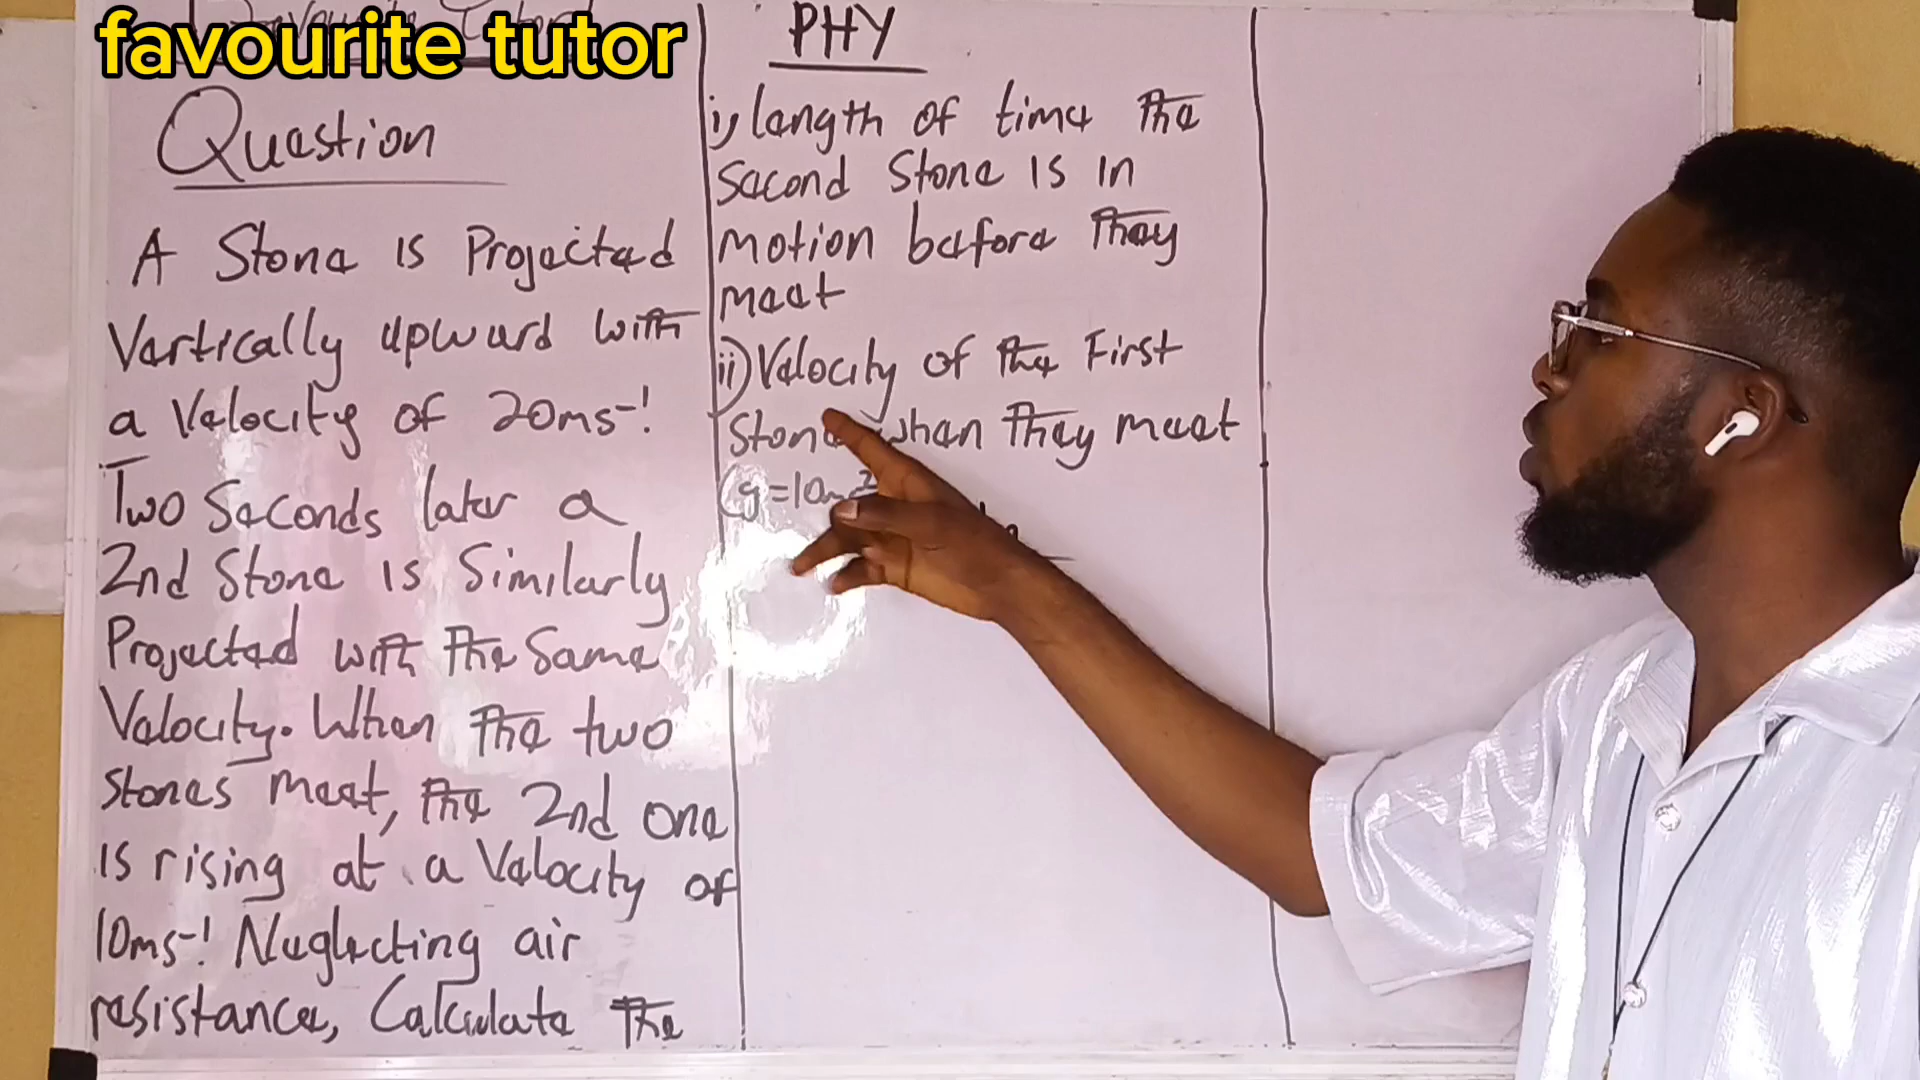 favourite tutor
Question
A Stone is Projected
Vertically upward with
a Velocity of 20ms⁻¹
Two Seconds later a
2nd Stone is Similarly
Projected with the Same
Velocity. When the two
Stones meet, the 2nd one
is rising at a Velocity of
10ms⁻¹ Neglecting air
resistance, Calculate the
PHY
i) length of time the
Second Stone is in
motion before they
meet
ii) Velocity of the First
Stone when they meet
(g=10m